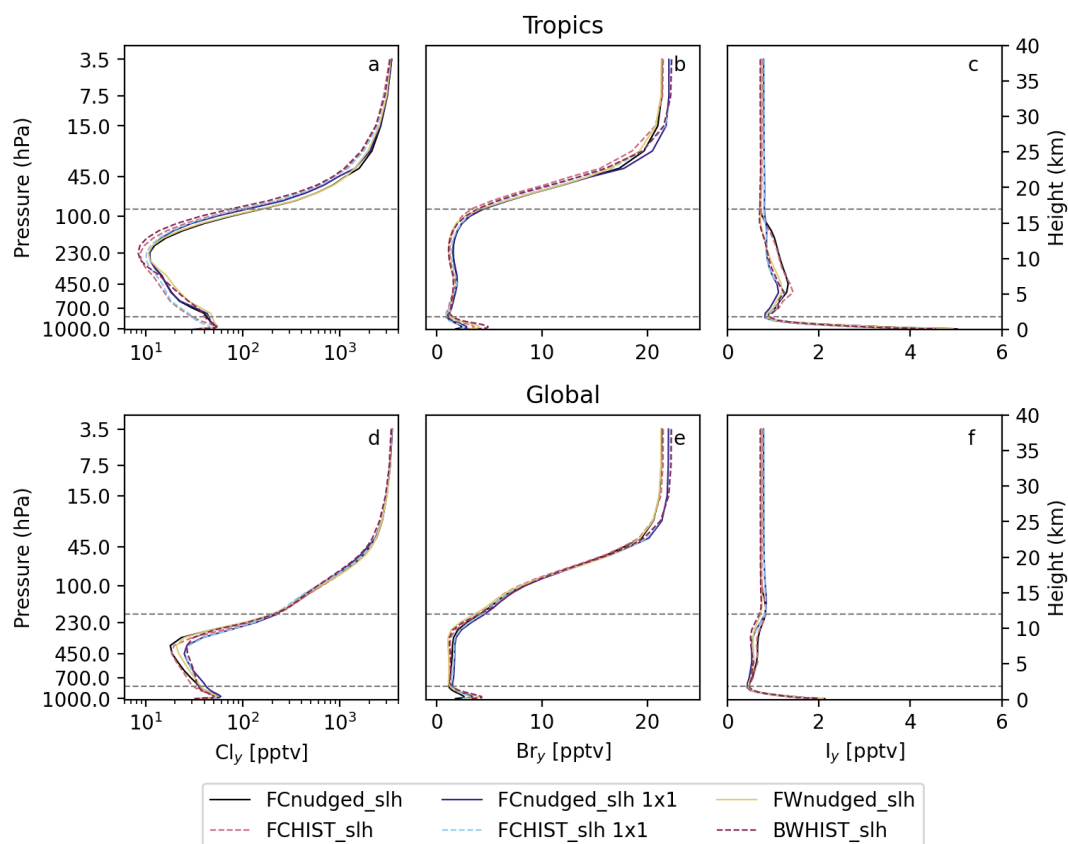 Tropics
a
b
c
3.5
7.5
15.0
45.0
100.0
230.0
450.0
700.0
1000.0
Pressure (hPa)
40
35
30
25
20
15
10
5
0
Height (km)
10¹ 10² 10³
0 10 20
0 2 4 6
Global
d
e
f
3.5
7.5
15.0
45.0
100.0
230.0
450.0
700.0
1000.0
Pressure (hPa)
40
35
30
25
20
15
10
5
0
Height (km)
10¹ 10² 10³
0 10 20
0 2 4 6
Cl_y [pptv]
Br_y [pptv]
I_y [pptv]
FCnudged_slh FCnudged_slh 1x1 FWnudged_slh
FCHIST_slh FCHIST_slh 1x1 BWHIST_slh